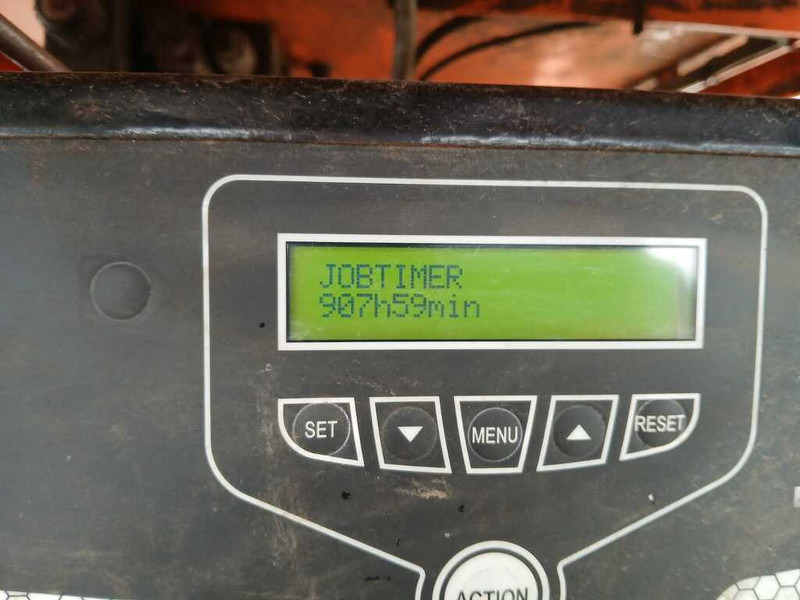 JOBTIMER
907h59min
SET ▼ MENU ▲ RESET
ACTION